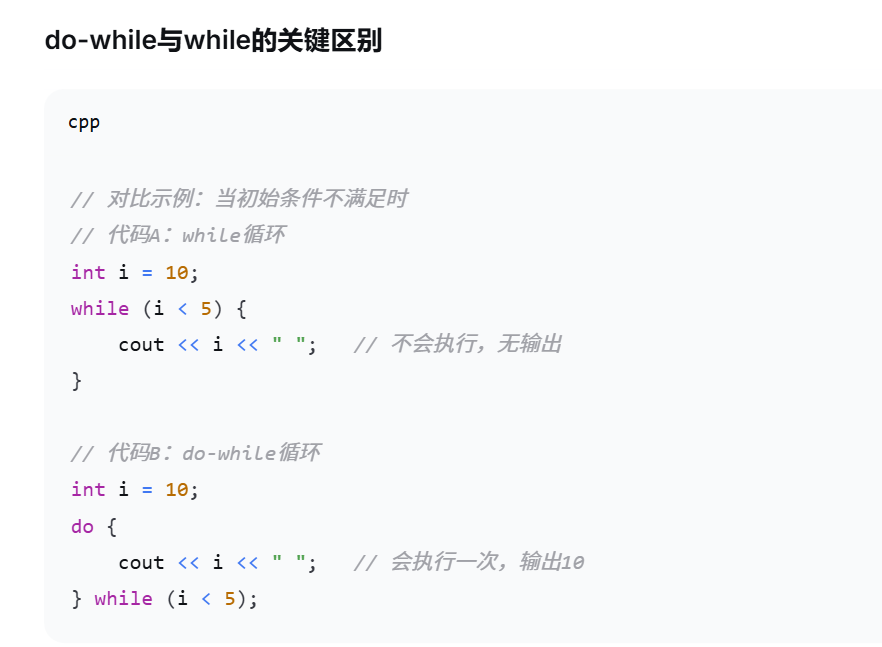 do-while与while的关键区别
cpp
// 对比示例：当初始条件不满足时
// 代码A：while循环
int i = 10;
while (i < 5) {
    cout << i << " ";   // 不会执行，无输出
}
// 代码B：do-while循环
int i = 10;
do {
    cout << i << " ";   // 会执行一次，输出10
} while (i < 5);